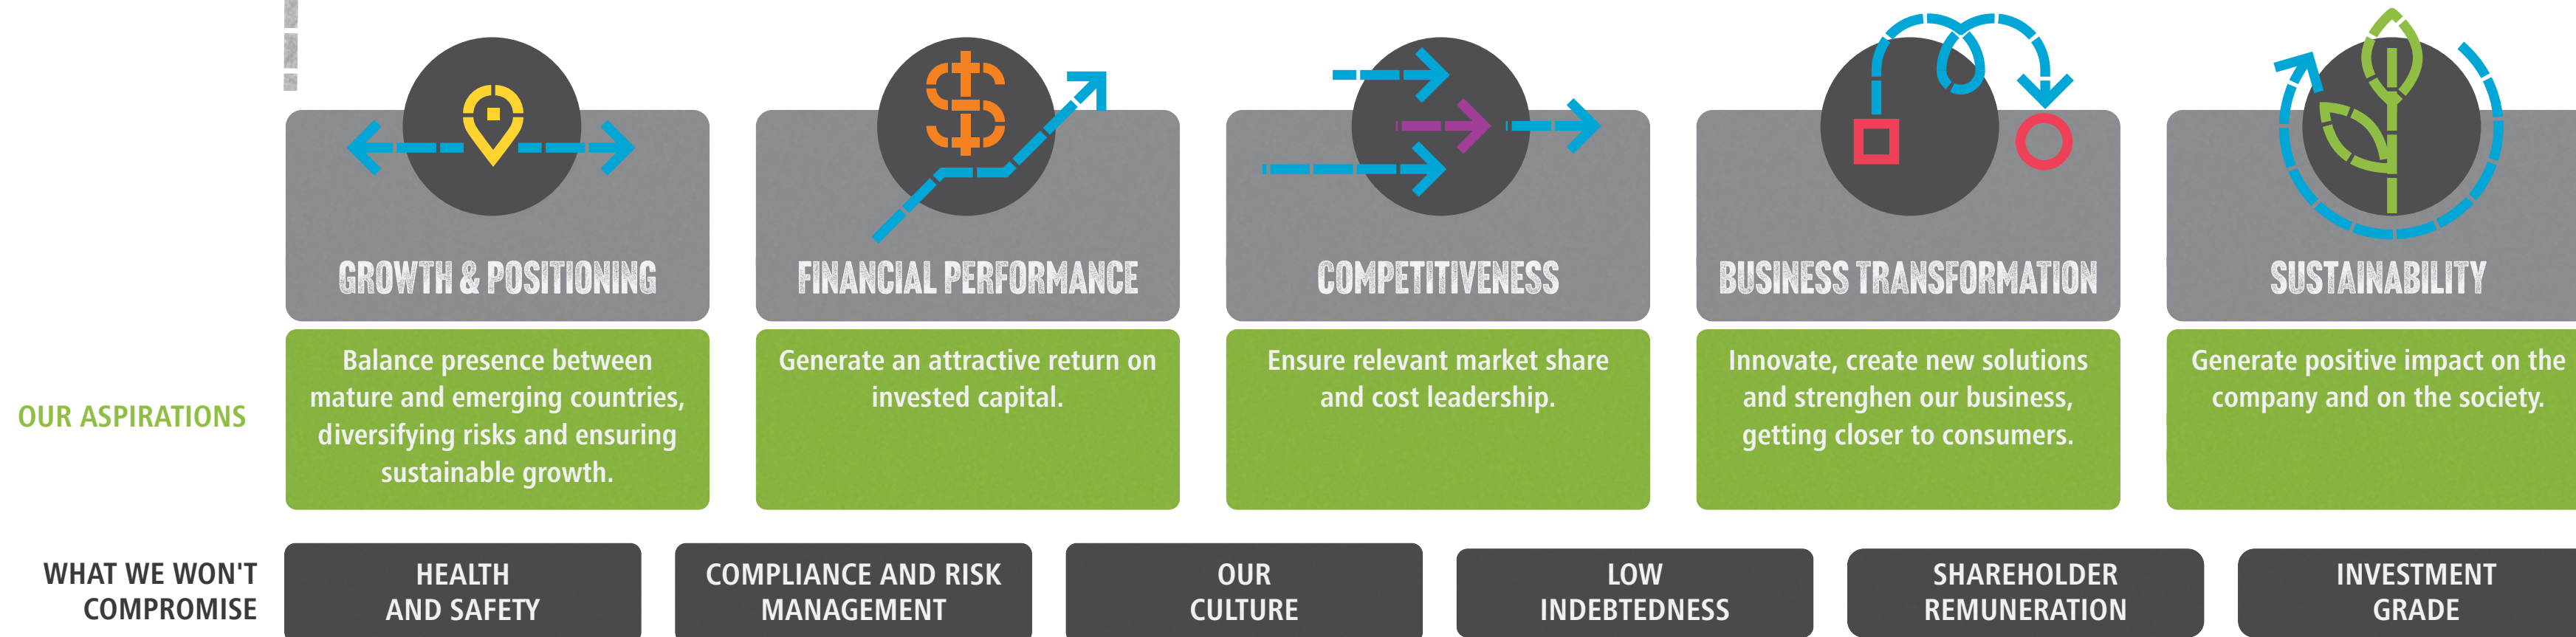 GROWTH & POSITIONING
FINANCIAL PERFORMANCE
COMPETITIVENESS
BUSINESS TRANSFORMATION
SUSTAINABILITY
OUR ASPIRATIONS
Balance presence between
mature and emerging countries,
diversifying risks and ensuring
sustainable growth.
Generate an attractive return on
invested capital.
Ensure relevant market share
and cost leadership.
Innovate, create new solutions
and strenghen our business,
getting closer to consumers.
Generate positive impact on the
company and on the society.
WHAT WE WON'T
COMPROMISE
HEALTH
AND SAFETY
COMPLIANCE AND RISK
MANAGEMENT
OUR
CULTURE
LOW
INDEBTEDNESS
SHAREHOLDER
REMUNERATION
INVESTMENT
GRADE